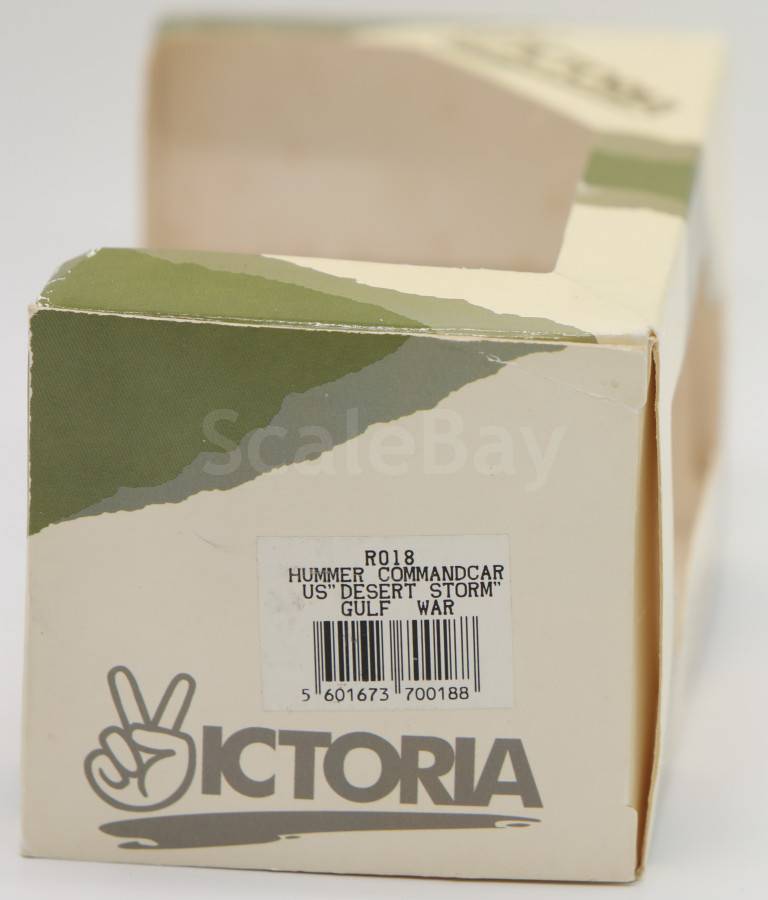 ScaleBay
R018
HUMMER COMMANDCAR
US"DESERT STORM"
GULF WAR
5 601673 700188
VICTORIA